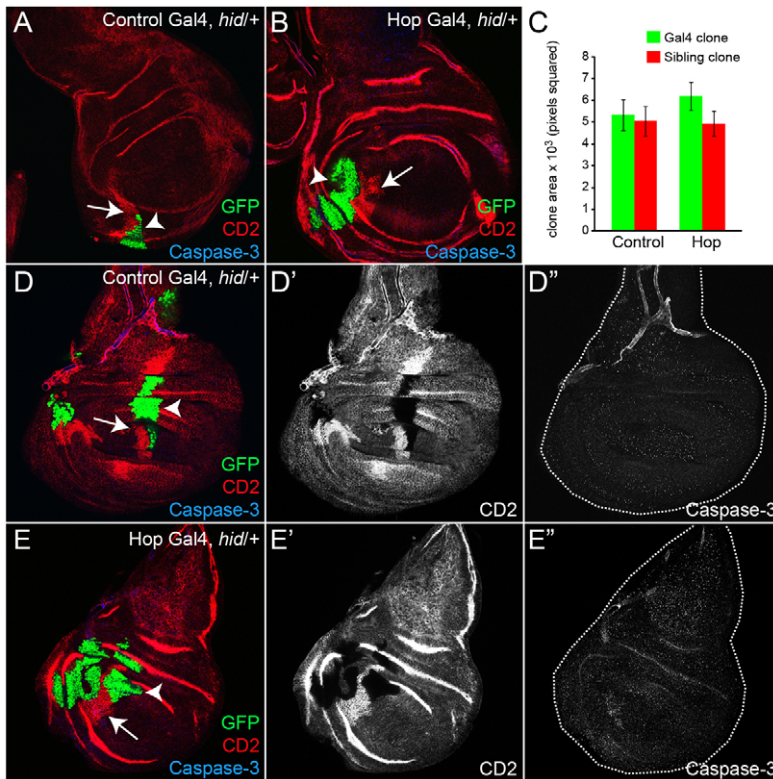 A
Control Gal4, hid/+
GFP
CD2
Caspase-3
B
Hop Gal4, hid/+
GFP
CD2
Caspase-3
C
Gal4 clone
Sibling clone
clone area x 10³ (pixels squared)
8
7
6
5
4
3
2
1
0
Control
Hop
D
Control Gal4, hid/+
GFP
CD2
Caspase-3
D'
CD2
D"
Caspase-3
E
Hop Gal4, hid/+
GFP
CD2
Caspase-3
E'
CD2
E"
Caspase-3